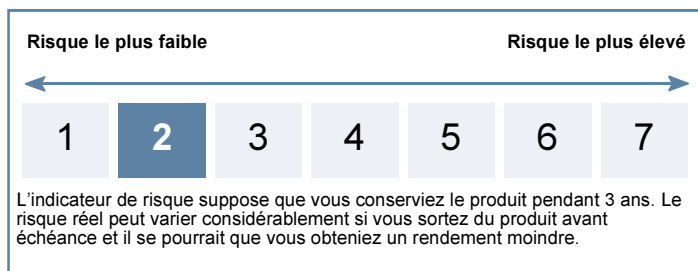 Risque le plus faible Risque le plus élevé
1 2 3 4 5 6 7
L'indicateur de risque suppose que vous conserviez le produit pendant 3 ans. Le
risque réel peut varier considérablement si vous sortez du produit avant
échéance et il se pourrait que vous obteniez un rendement moindre.